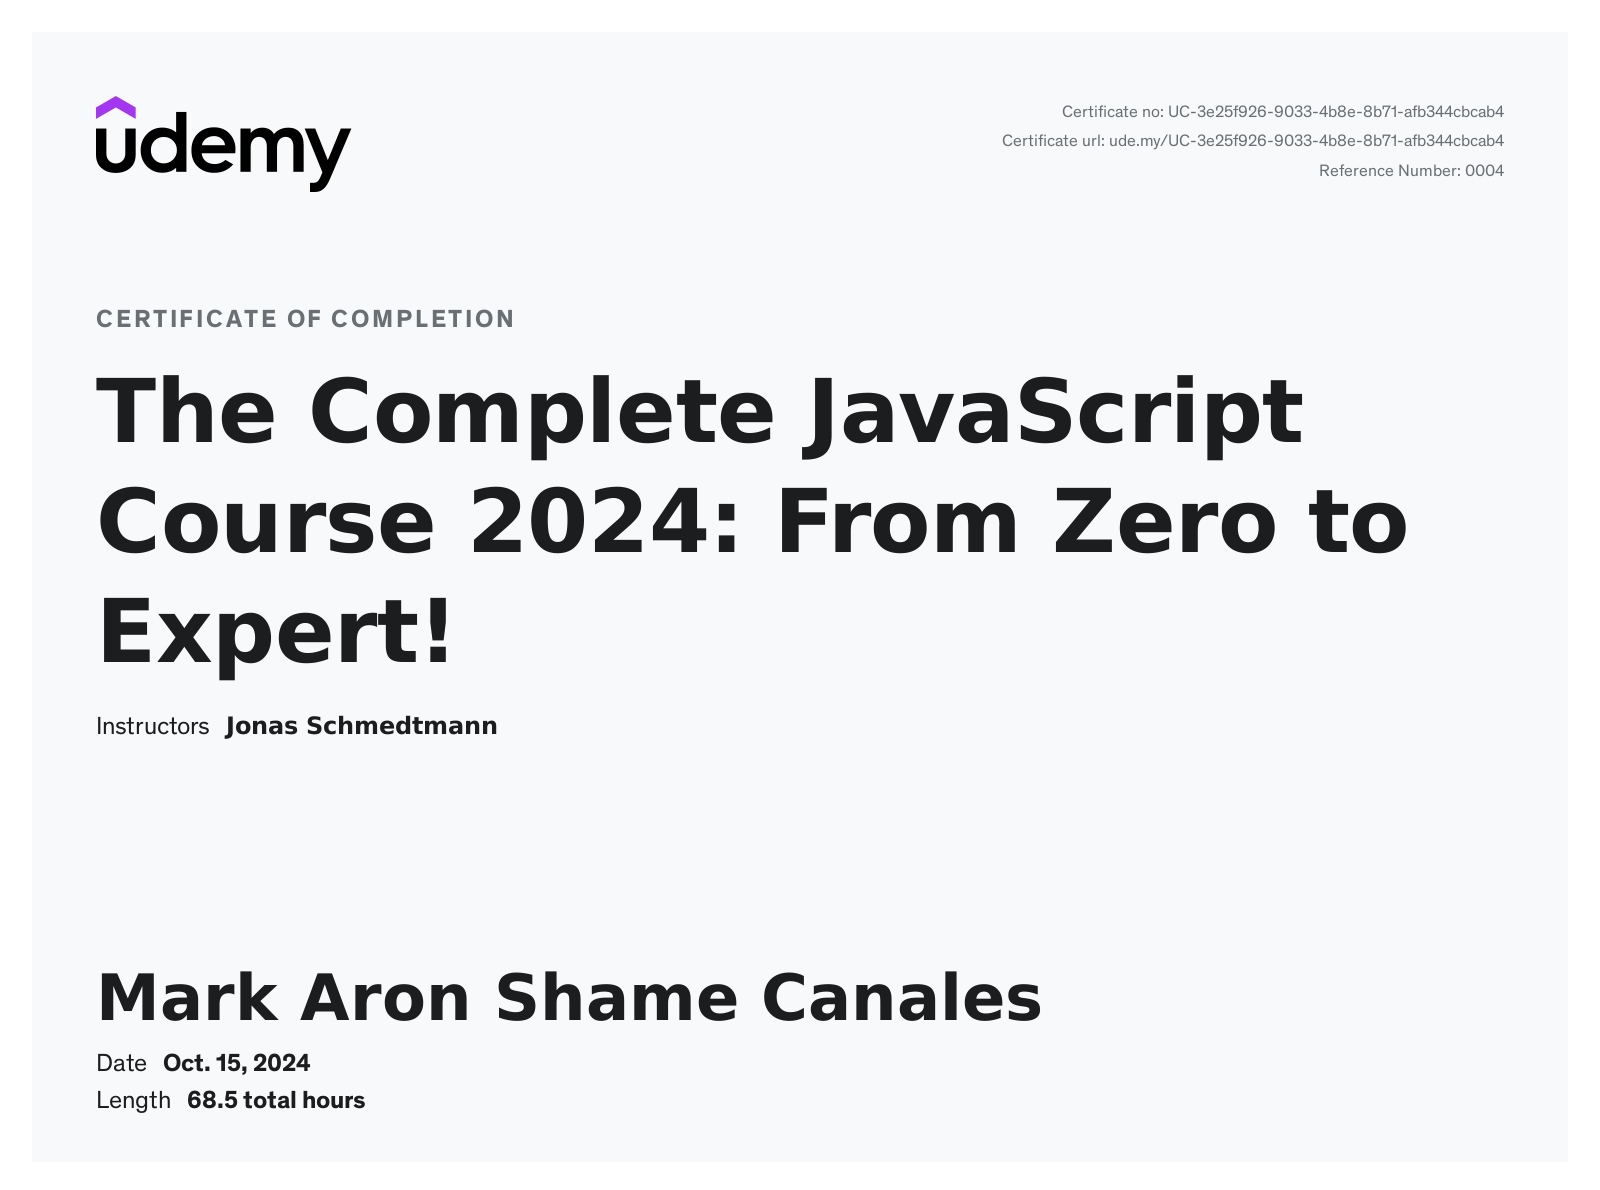 udemy
Certificate no: UC-3e25f926-9033-4b8e-8b71-afb344cbcab4
Certificate url: ude.my/UC-3e25f926-9033-4b8e-8b71-afb344cbcab4
Reference Number: 0004
CERTIFICATE OF COMPLETION
The Complete JavaScript
Course 2024: From Zero to
Expert!
Instructors Jonas Schmedtmann
Mark Aron Shame Canales
Date Oct. 15, 2024
Length 68.5 total hours